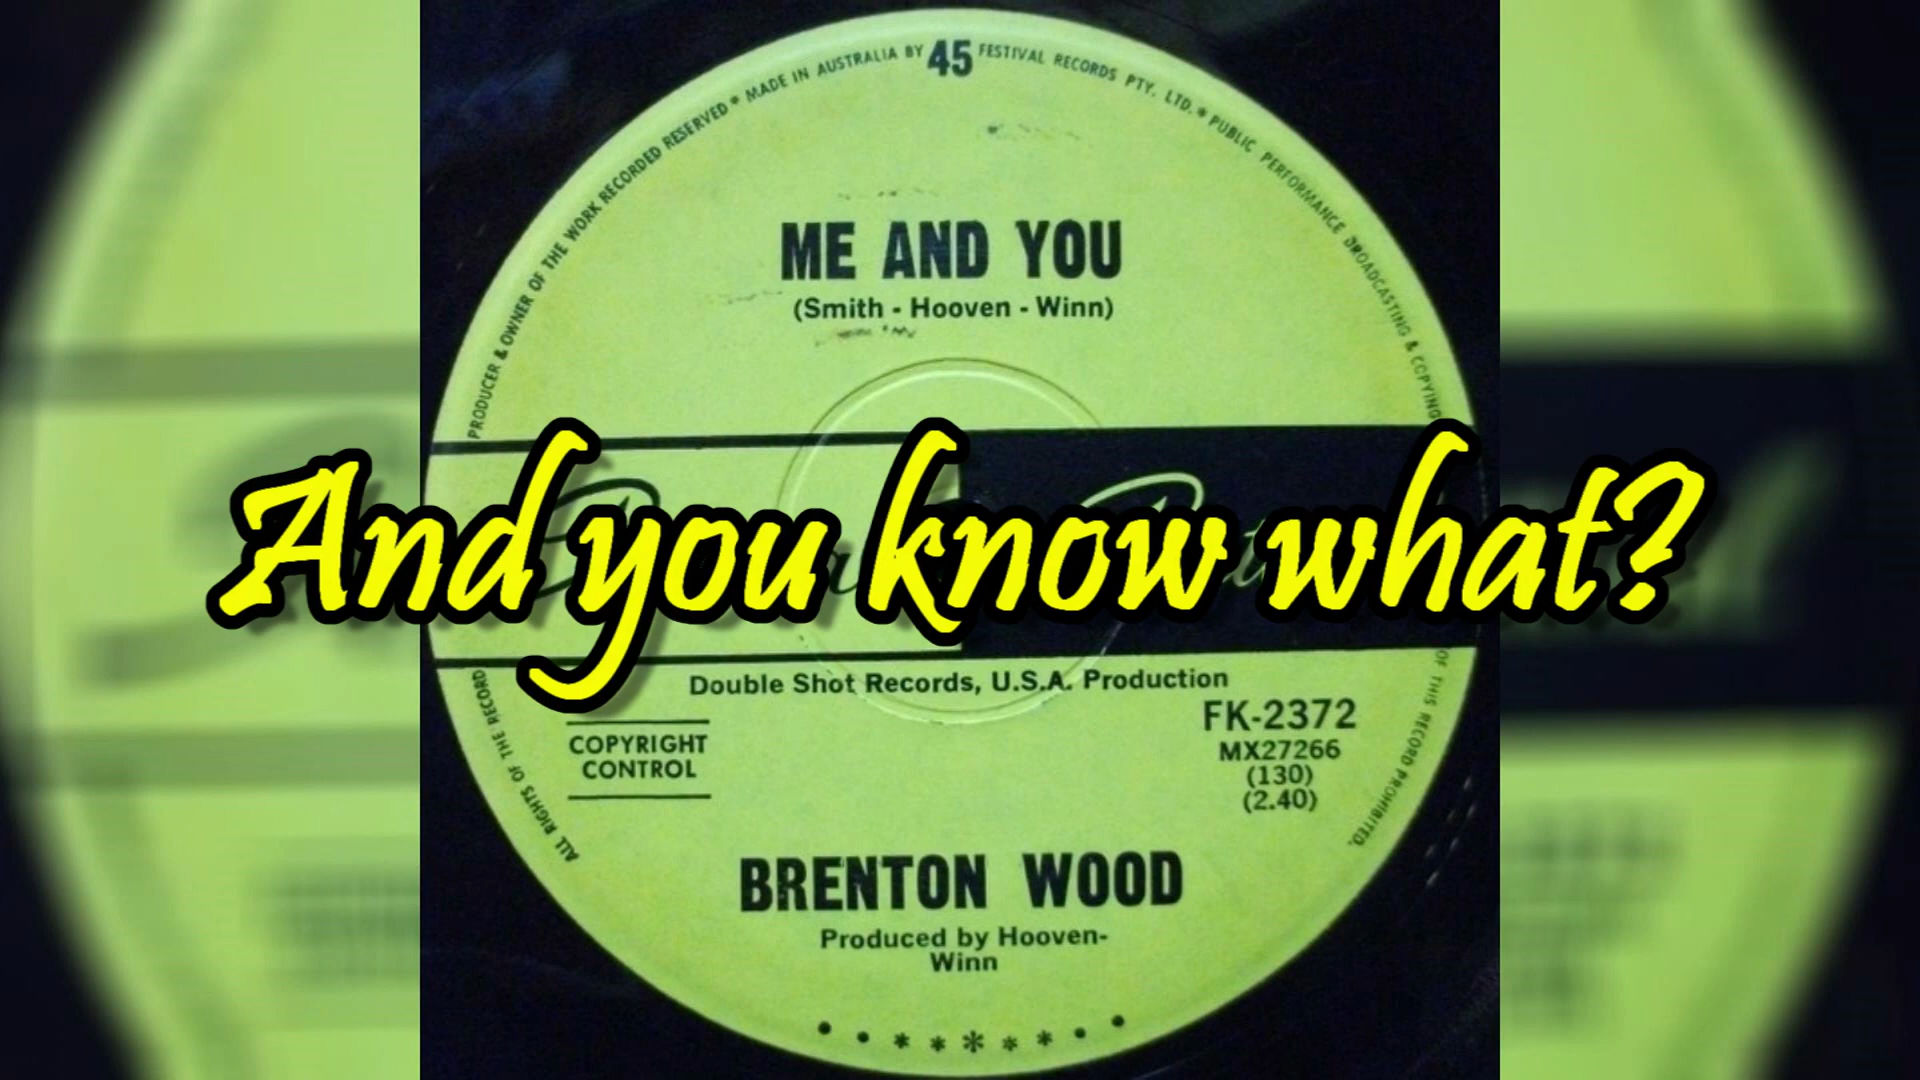 PRODUCER & OWNER OF THE WORK RECORDED RESERVED * MADE IN AUSTRALIA BY 45 FESTIVAL RECORDS PTY. LTD. * PUBLIC PERFORMANCE BROADCASTING & COPYING
ME AND YOU
(Smith - Hooven - Winn)
And you know what?
Double Shot Records, U.S.A. Production
FK-2372
COPYRIGHT
CONTROL
MX27266
(130)
(2.40)
OF THIS RECORD PROHIBITED.
ALL RIGHTS OF THE RECORD
BRENTON WOOD
Produced by Hooven-
Winn